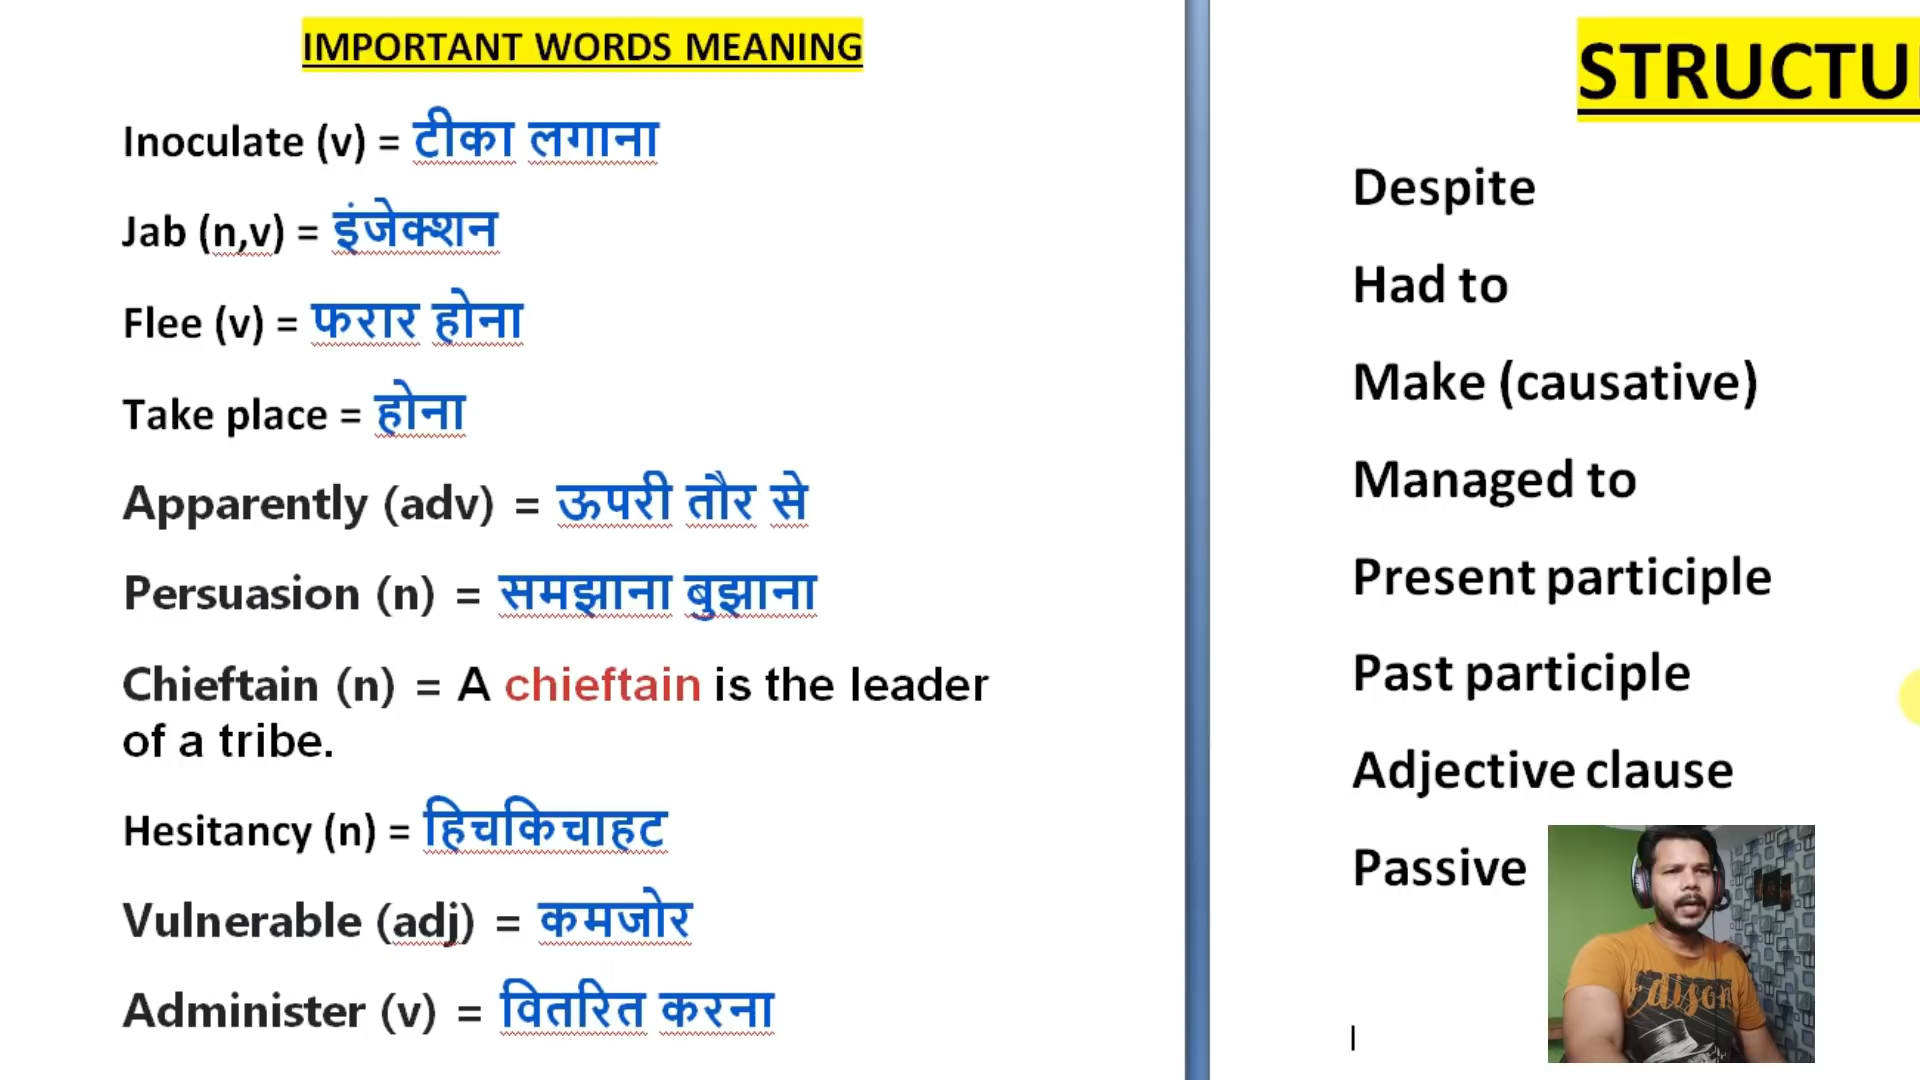 IMPORTANT WORDS MEANING
Inoculate (v) = टीका लगाना
Jab (n,v) = इंजेक्शन
Flee (v) = फरार होना
Take place = होना
Apparently (adv) = ऊपरी तौर से
Persuasion (n) = समझाना बुझाना
Chieftain (n) = A chieftain is the leader
of a tribe.
Hesitancy (n) = हिचकिचाहट
Vulnerable (adj) = कमजोर
Administer (v) = वितरित करना
STRUCTU
Despite
Had to
Make (causative)
Managed to
Present participle
Past participle
Adjective clause
Passive
Edison